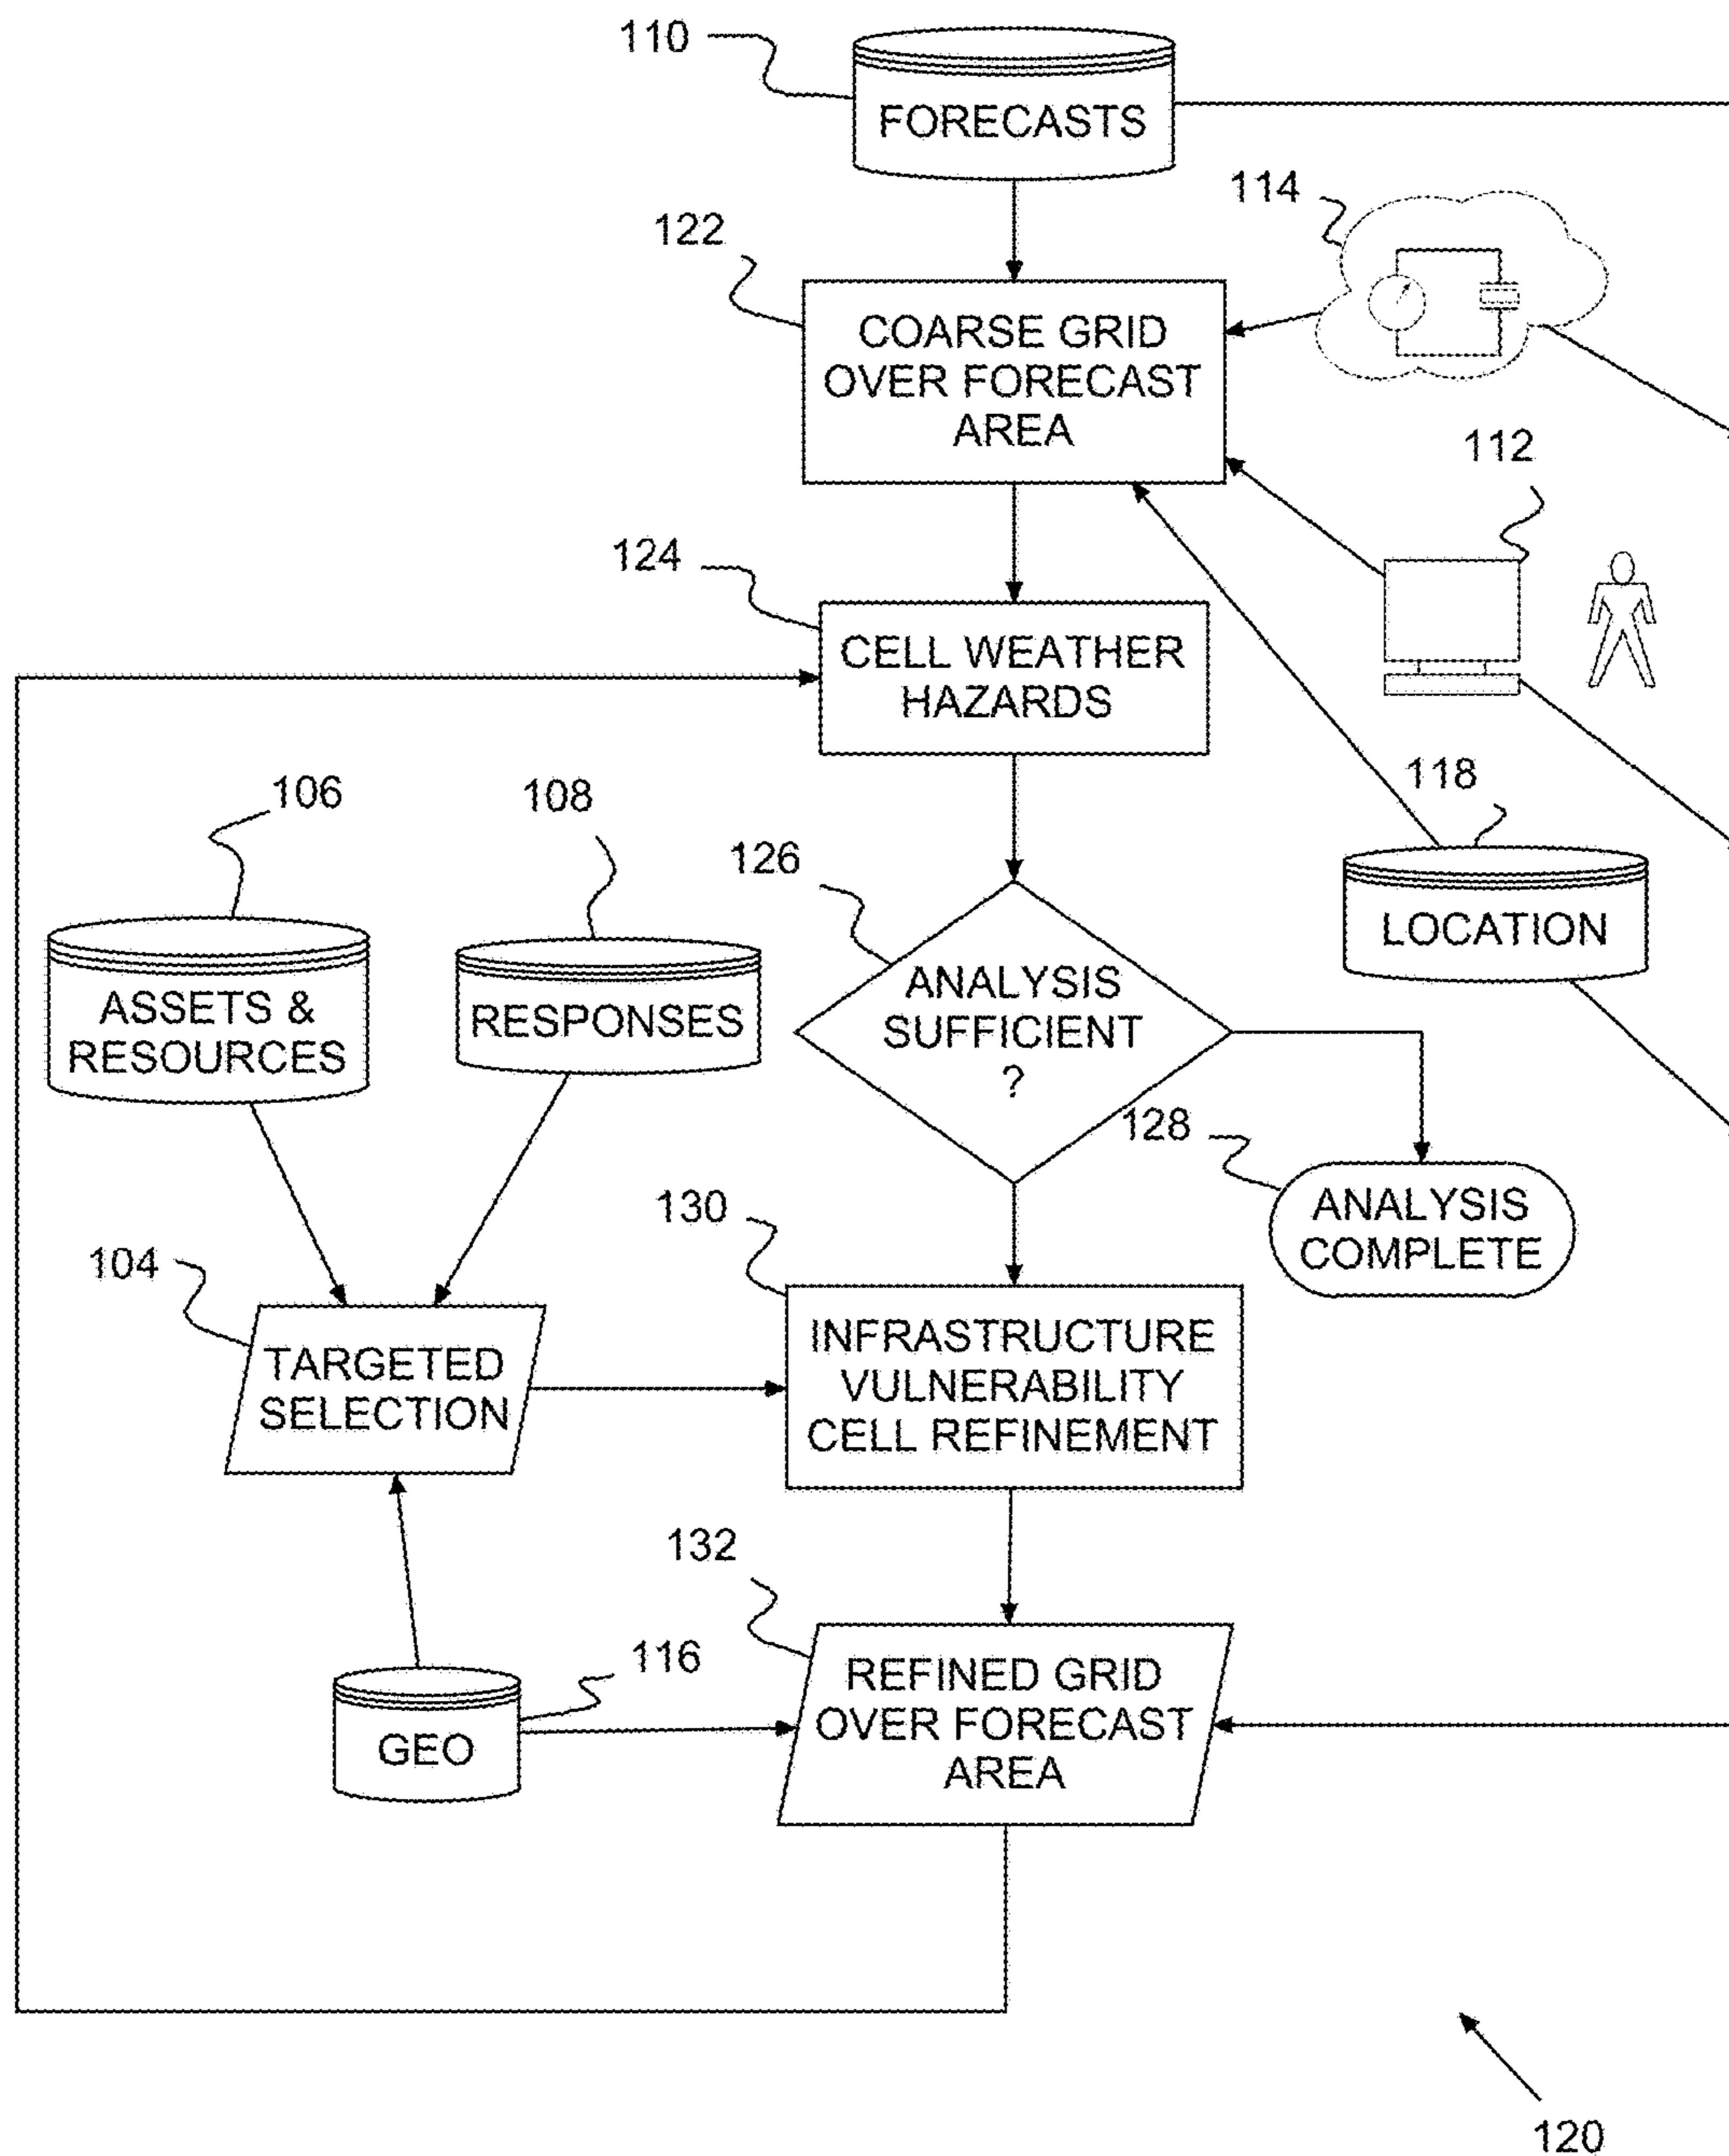 110
FORECASTS
114
122
COARSE GRID
OVER FORECAST
AREA
112
124
CELL WEATHER
HAZARDS
118
LOCATION
106
108
126
ASSETS &
RESOURCES
RESPONSES
ANALYSIS
SUFFICIENT
?
128
ANALYSIS
COMPLETE
130
104
TARGETED
SELECTION
INFRASTRUCTURE
VULNERABILITY
CELL REFINEMENT
132
116
GEO
REFINED GRID
OVER FORECAST
AREA
120